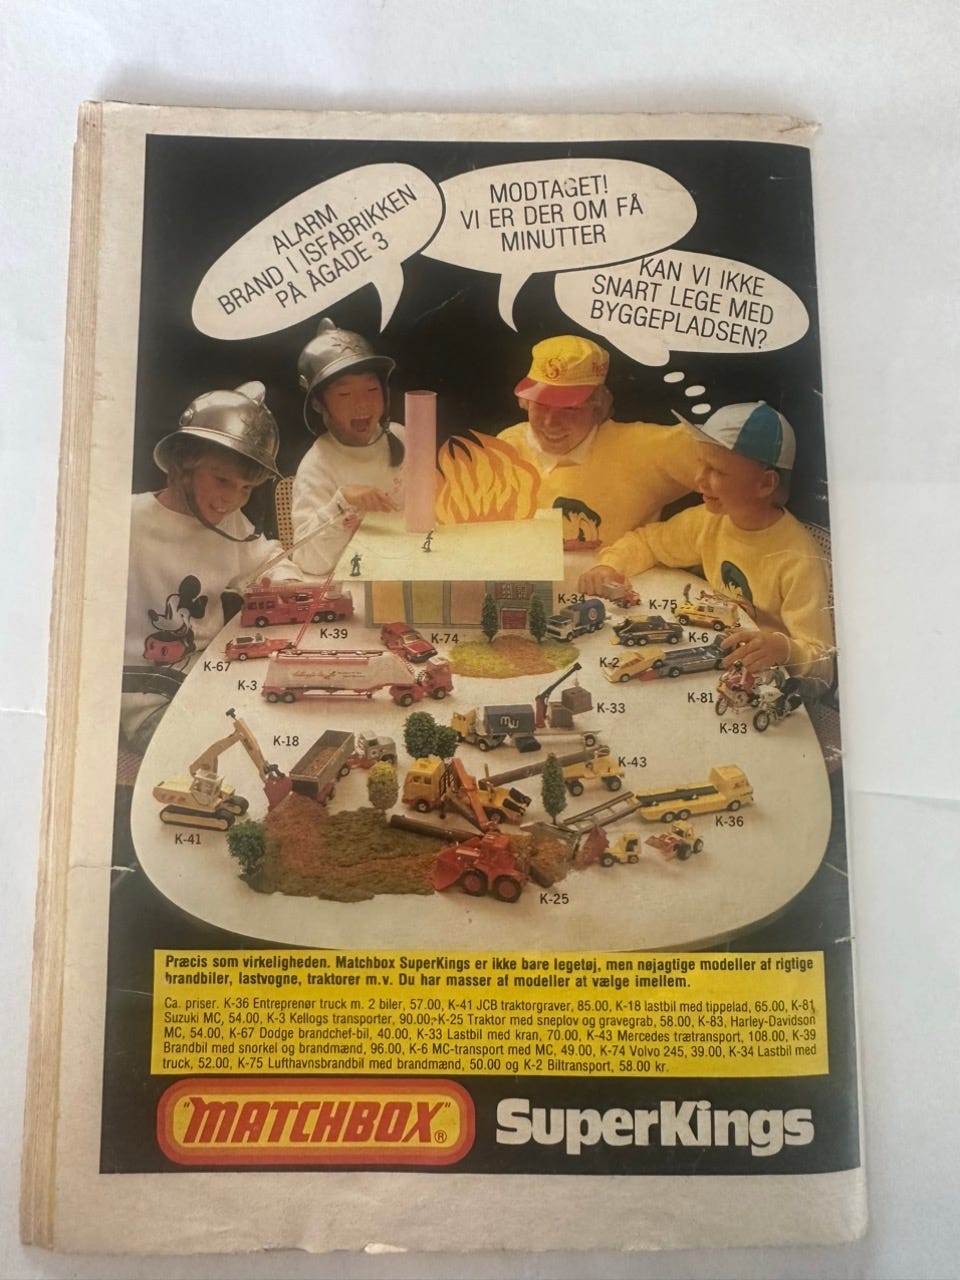 ALARM
BRAND I ISFABRIKKEN
PÅ ÅGADE 3
MODTAGET!
VI ER DER OM FÅ
MINUTTER
KAN VI IKKE
SNART LEGE MED
BYGGEPLADSEN?
K-34
K-75
K-39
K-74
K-6
K-67
K-2
K-3
K-81
K-33
K-83
K-18
K-43
K-36
K-41
K-25
Præcis som virkeligheden. Matchbox SuperKings er ikke bare legetøj, men nøjagtige modeller af rigtige
brandbiler, lastvogne, traktorer m.v. Du har masser af modeller at vælge imellem.
Ca. priser. K-36 Entreprenør truck m. 2 biler, 57.00, K-41 JCB traktorgraver, 85.00, K-18 lastbil med tippelad, 65.00, K-81
Suzuki MC, 54.00, K-3 Kellogs transporter, 90.00, K-25 Traktor med sneplov og gravegrab, 58.00, K-83, Harley-Davidson
MC, 54.00, K-67 Dodge brandchef-bil, 40.00, K-33 Lastbil med kran, 70.00, K-43 Mercedes trætransport, 108.00, K-39
Brandbil med snorkel og brandmænd, 96.00, K-6 MC-transport med MC, 49.00, K-74 Volvo 245, 39.00, K-34 Lastbil med
truck, 52.00, K-75 Lufthavnsbrandbil med brandmænd, 50.00 og K-2 Biltransport, 58.00 kr.
"MATCHBOX"®
SuperKings